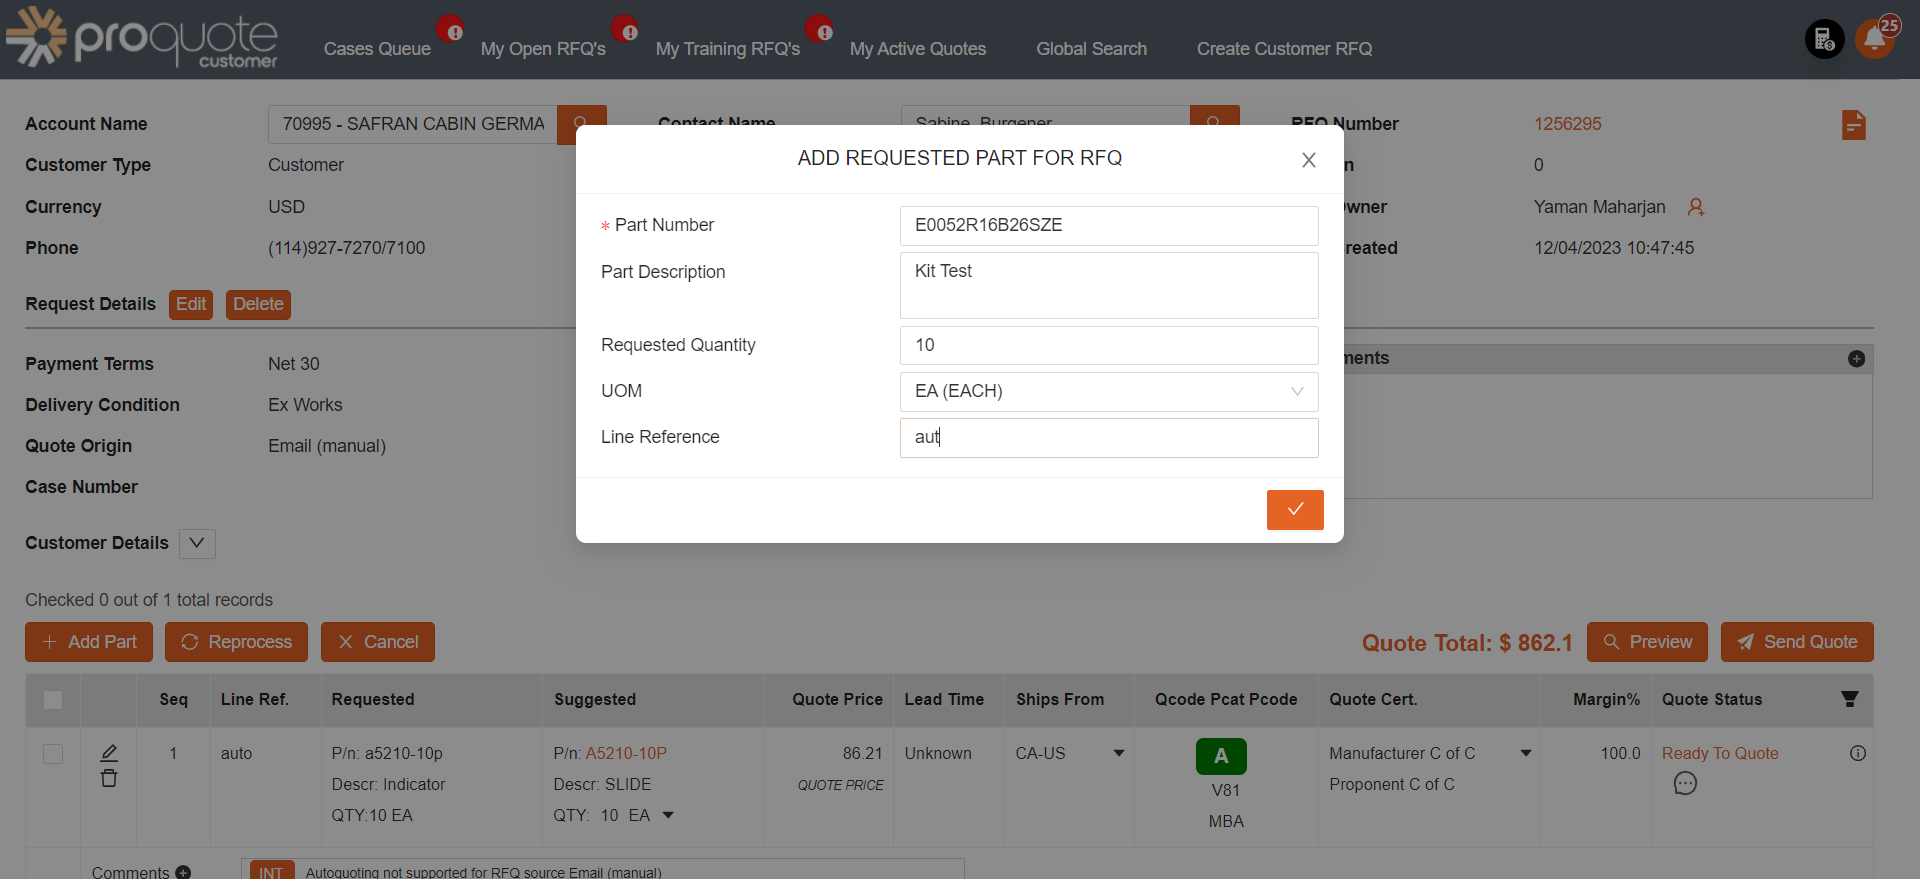 proquote
customer
Cases Queue
My Open RFQ's
My Training RFQ's
My Active Quotes
Global Search
Create Customer RFQ
25
Account Name
70995 - SAFRAN CABIN GERMA
Contact Name
Sabine Burgener
RFQ Number
1256295
Customer Type
Customer
n
0
Currency
USD
wner
Yaman Maharjan
Phone
(114)927-7270/7100
reated
12/04/2023 10:47:45
Request Details
Edit
Delete
Payment Terms
Net 30
ments
Delivery Condition
Ex Works
Quote Origin
Email (manual)
Case Number
Customer Details
ADD REQUESTED PART FOR RFQ
* Part Number
E0052R16B26SZE
Part Description
Kit Test
Requested Quantity
10
UOM
EA (EACH)
Line Reference
aut
Checked 0 out of 1 total records
Add Part
Reprocess
Cancel
Quote Total: $ 862.1
Preview
Send Quote
Seq
Line Ref.
Requested
Suggested
Quote Price
Lead Time
Ships From
Qcode Pcat Pcode
Quote Cert.
Margin%
Quote Status
1
auto
P/n: a5210-10p
Descr: Indicator
QTY:10 EA
P/n: A5210-10P
Descr: SLIDE
QTY: 10 EA
86.21
QUOTE PRICE
Unknown
CA-US
A
V81
MBA
Manufacturer C of C
Proponent C of C
100.0
Ready To Quote
Comments
INT
Autoquoting not supported for RFQ source Email (manual)